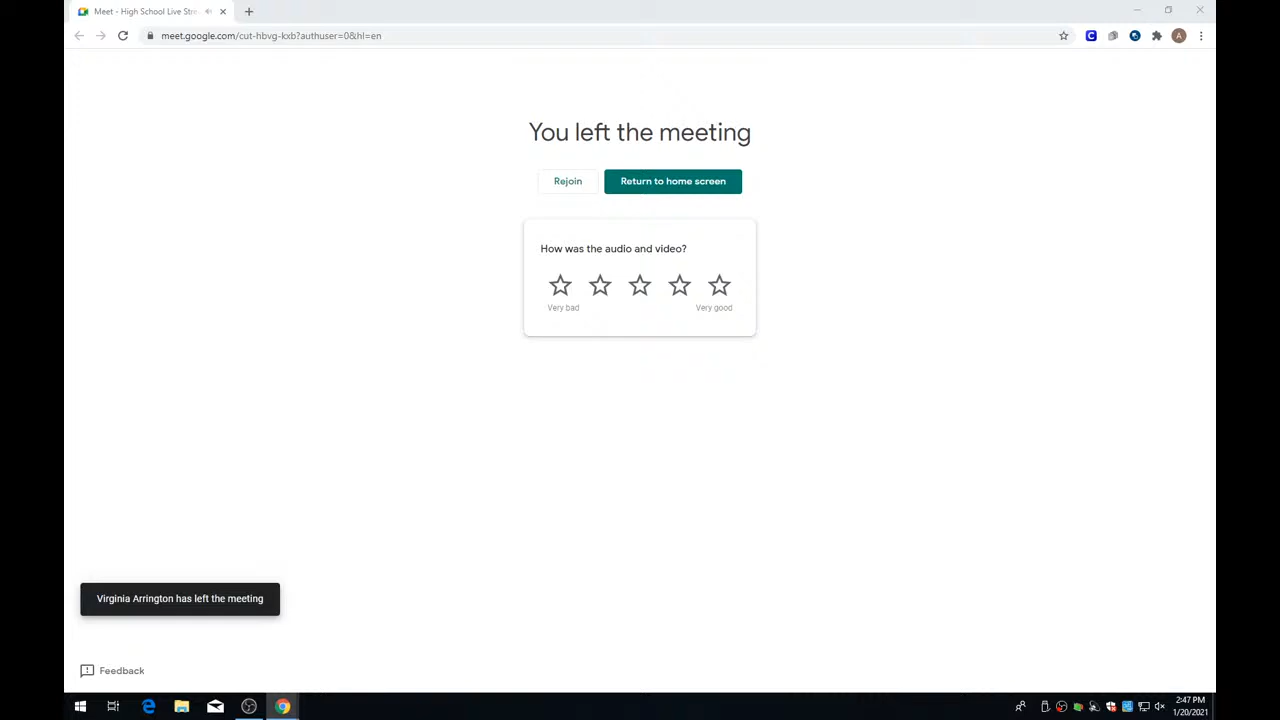 Meet - High School Live Stre
meet.google.com/cut-hbvg-kxb?authuser=0&hl=en
A
You left the meeting
Rejoin
Return to home screen
How was the audio and video?
Very bad
Very good
Virginia Arrington has left the meeting
Feedback
2:47 PM
1/20/2021